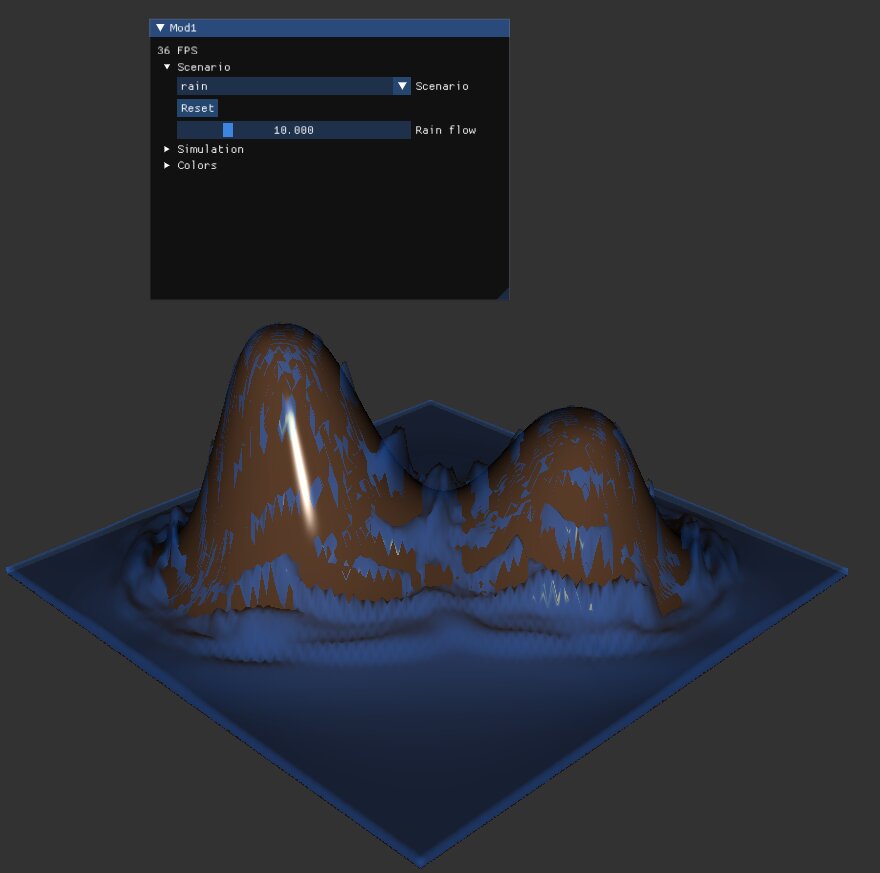 Mod1
36 FPS
Scenario
rain Scenario
Reset
10.000 Rain flow
Simulation
Colors